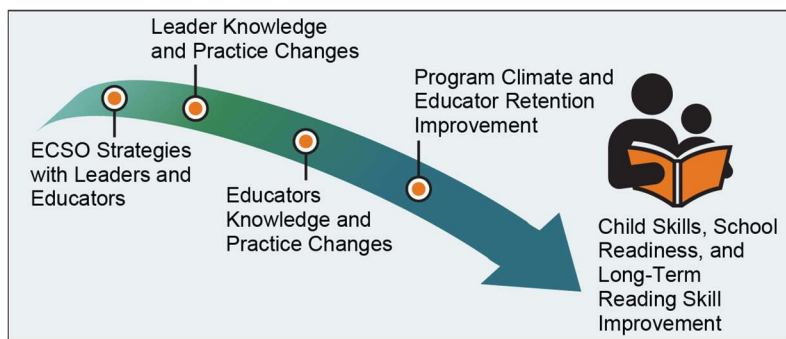 Leader Knowledge
and Practice Changes
ECSO Strategies
with Leaders and
Educators
Educators
Knowledge and
Practice Changes
Program Climate and
Educator Retention
Improvement
Child Skills, School
Readiness, and
Long-Term
Reading Skill
Improvement